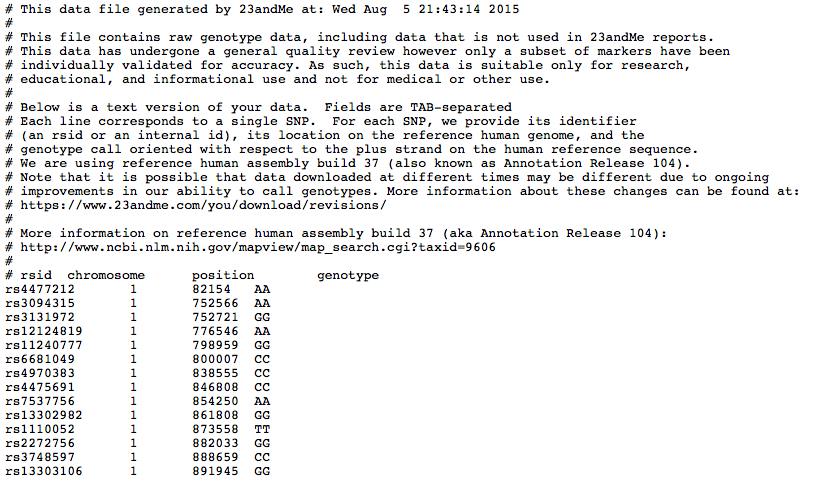 # This data file generated by 23andMe at: Wed Aug  5 21:43:14 2015
#
# This file contains raw genotype data, including data that is not used in 23andMe reports.
# This data has undergone a general quality review however only a subset of markers have been
# individually validated for accuracy. As such, this data is suitable only for research,
# educational, and informational use and not for medical or other use.
#
# Below is a text version of your data.  Fields are TAB-separated
# Each line corresponds to a single SNP.  For each SNP, we provide its identifier
# (an rsid or an internal id), its location on the reference human genome, and the
# genotype call oriented with respect to the plus strand on the human reference sequence.
# We are using reference human assembly build 37 (also known as Annotation Release 104).
# Note that it is possible that data downloaded at different times may be different due to ongoing
# improvements in our ability to call genotypes. More information about these changes can be found at:
# https://www.23andme.com/you/download/revisions/
#
# More information on reference human assembly build 37 (aka Annotation Release 104):
# http://www.ncbi.nlm.nih.gov/mapview/map_search.cgi?taxid=9606
#
# rsid  chromosome      position        genotype
rs4477212       1       82154   AA
rs3094315       1       752566  AA
rs3131972       1       752721  GG
rs12124819      1       776546  AA
rs11240777      1       798959  GG
rs6681049       1       800007  CC
rs4970383       1       838555  CC
rs4475691       1       846808  CC
rs7537756       1       854250  AA
rs13302982      1       861808  GG
rs1110052       1       873558  TT
rs2272756       1       882033  GG
rs3748597       1       888659  CC
rs13303106      1       891945  GG